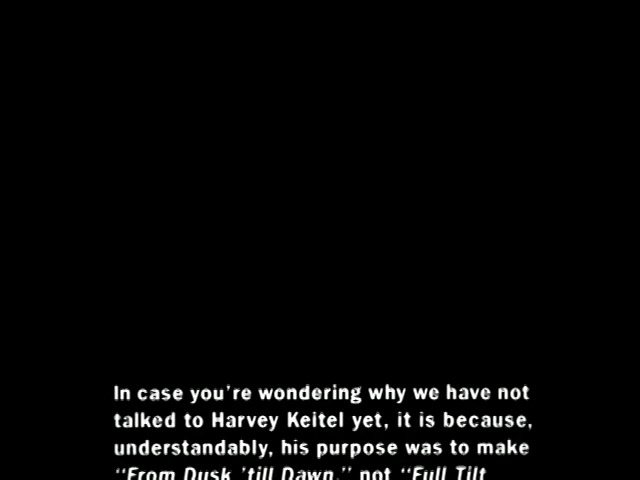 In case you're wondering why we have not
talked to Harvey Keitel yet, it is because,
understandably, his purpose was to make
"From Dusk 'till Dawn," not "Full Tilt